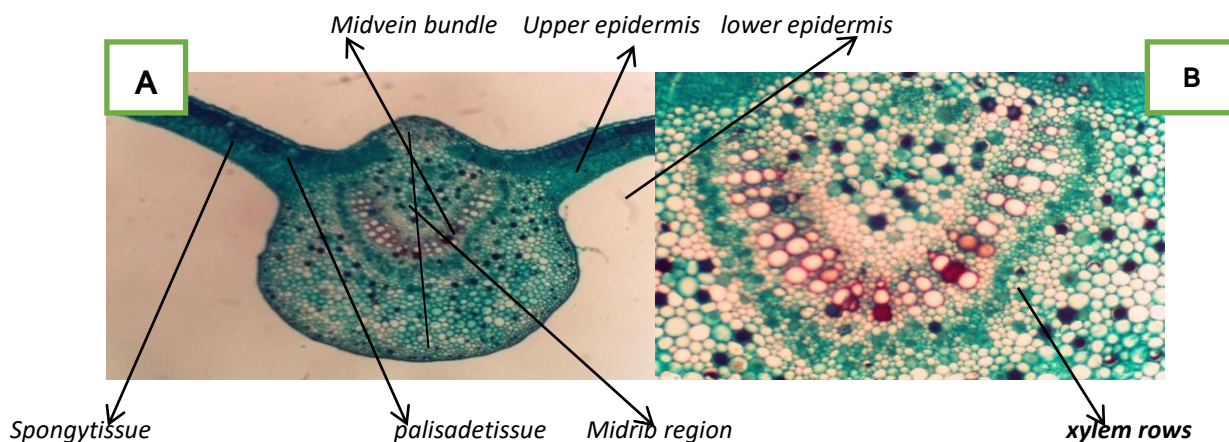 Midvein bundle Upper epidermis lower epidermis
A
B
Spongytissue palisadetissue Midrib region xylem rows